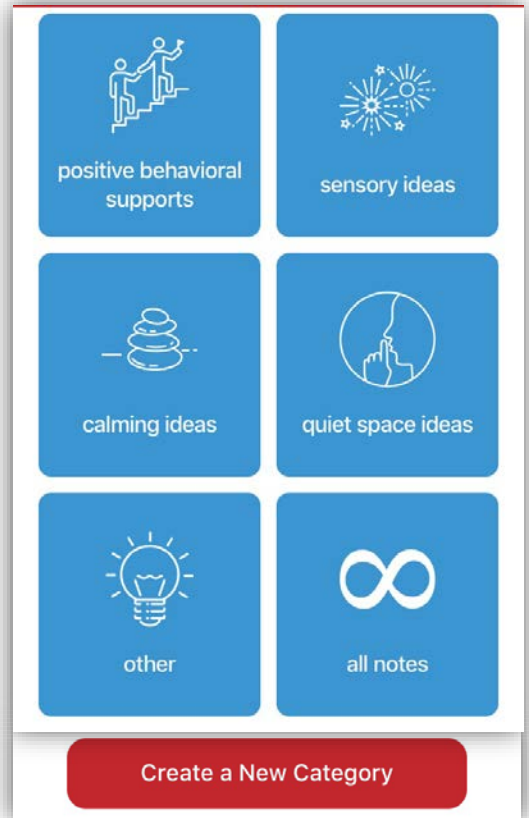 positive behavioral
supports
sensory ideas
calming ideas
quiet space ideas
other
all notes
Create a New Category